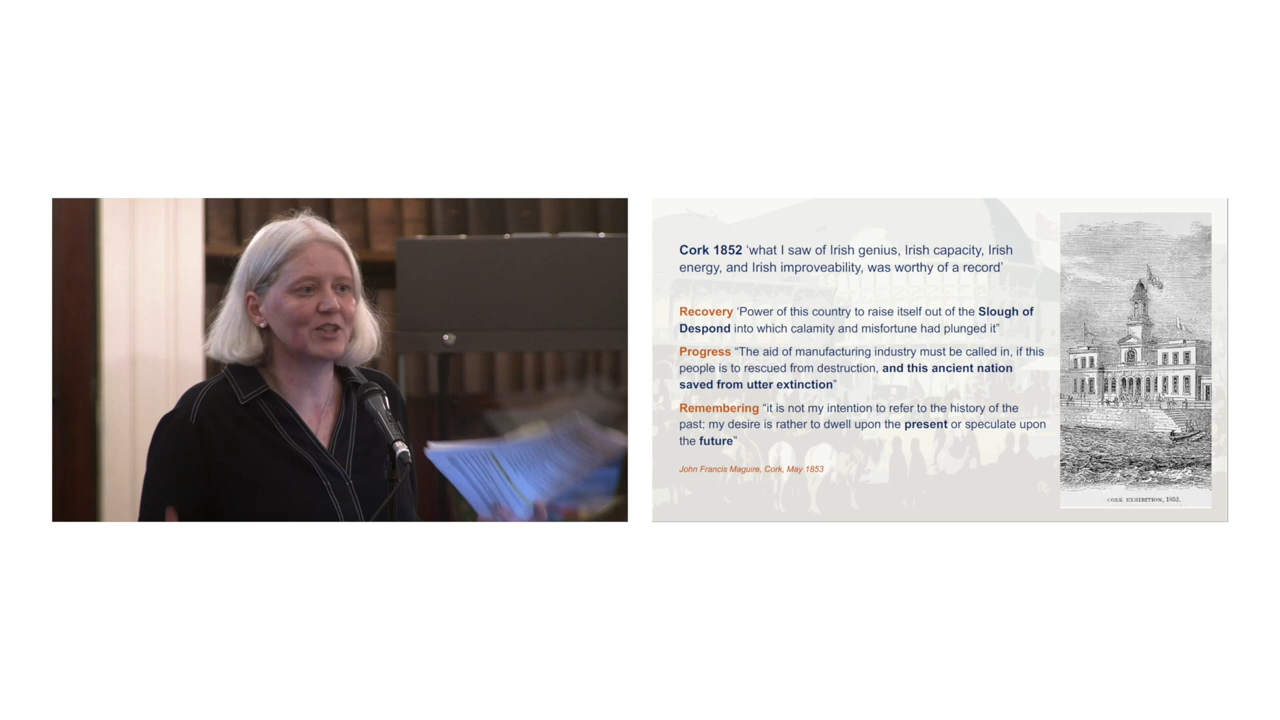 Cork 1852 ‘what I saw of Irish genius, Irish capacity, Irish
energy, and Irish improveability, was worthy of a record’
Recovery ‘Power of this country to raise itself out of the Slough of
Despond into which calamity and misfortune had plunged it”
Progress “The aid of manufacturing industry must be called in, if this
people is to rescued from destruction, and this ancient nation
saved from utter extinction”
Remembering “it is not my intention to refer to the history of the
past; my desire is rather to dwell upon the present or speculate upon
the future”
John Francis Maguire, Cork, May 1853
CORK EXHIBITION, 1852.